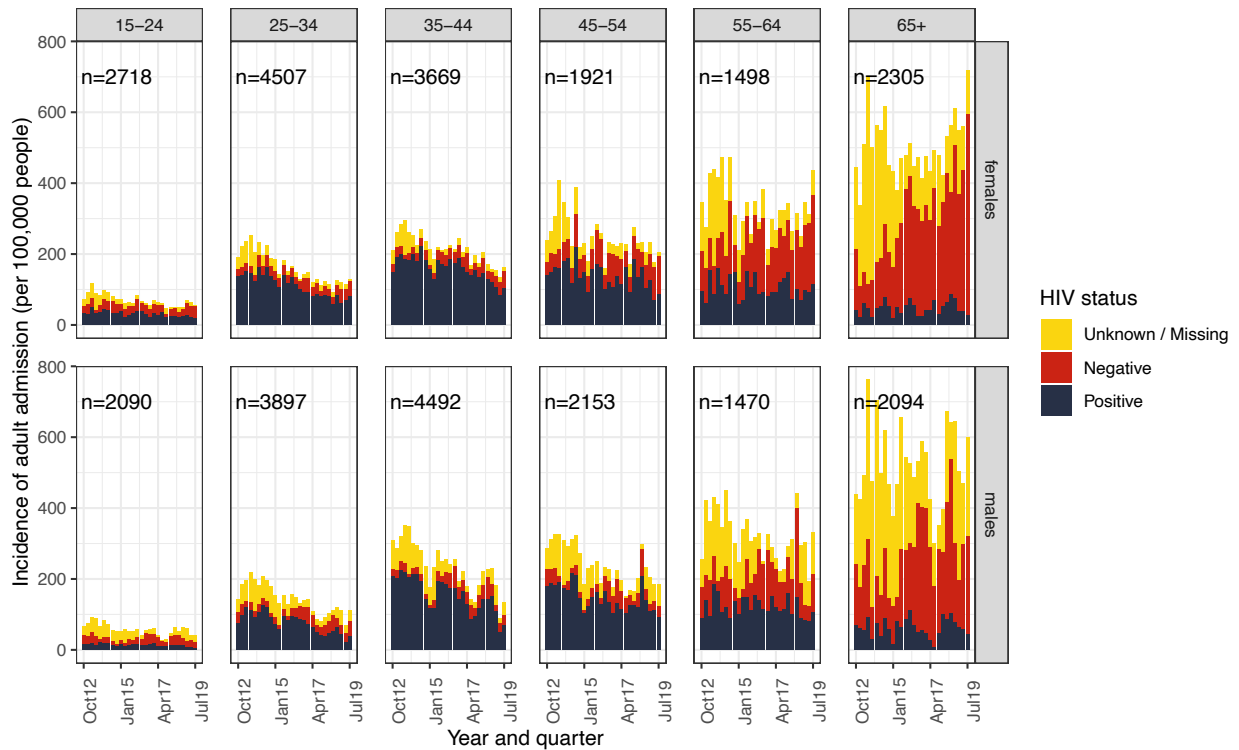 15−24 25−34 35−44 45−54 55−64 65+
Incidence of adult admission (per 100,000 people)
800
600
400
200
0
n=2718 n=4507 n=3669 n=1921 n=1498 n=2305
females
800
600
400
200
0
n=2090 n=3897 n=4492 n=2153 n=1470 n=2094
males
Oct12 Jan15 Apr17 Jul19 Oct12 Jan15 Apr17 Jul19 Oct12 Jan15 Apr17 Jul19 Oct12 Jan15 Apr17 Jul19 Oct12 Jan15 Apr17 Jul19 Oct12 Jan15 Apr17 Jul19
Year and quarter
HIV status
Unknown / Missing
Negative
Positive